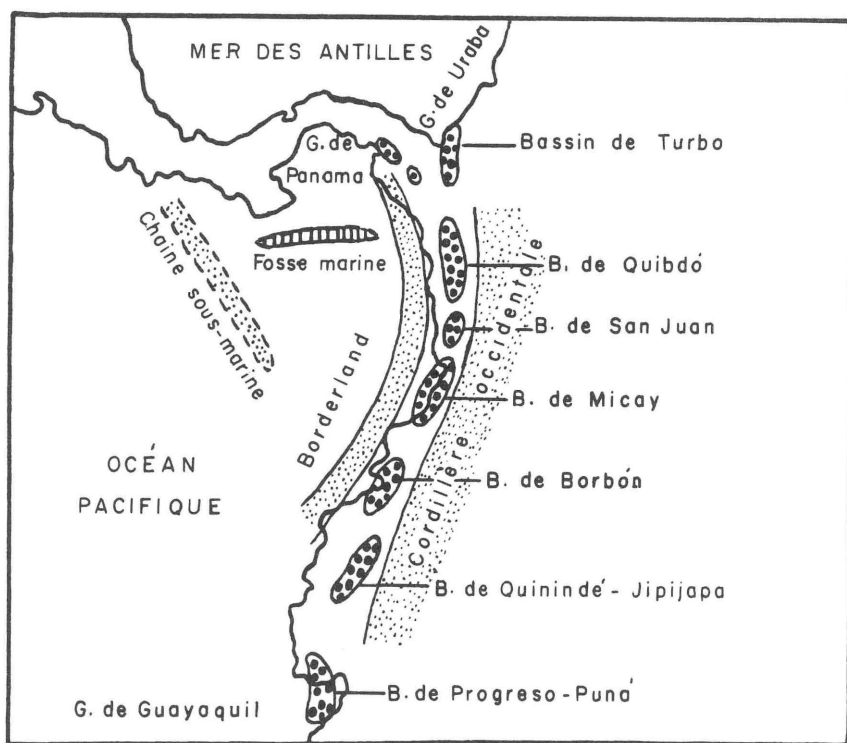 MER DES ANTILLES
G. de Uraba
G. de
Panama
Bassin de Turbo
Chaine sous-marine
Fosse marine
B. de Quibdó
B. de San Juan
Borderland
Cordillère occidentale
B. de Micay
OCÉAN
PACIFIQUE
B. de Borbón
B. de Quinindé - Jipijapa
B. de Progreso-Puná
G. de Guayaquil